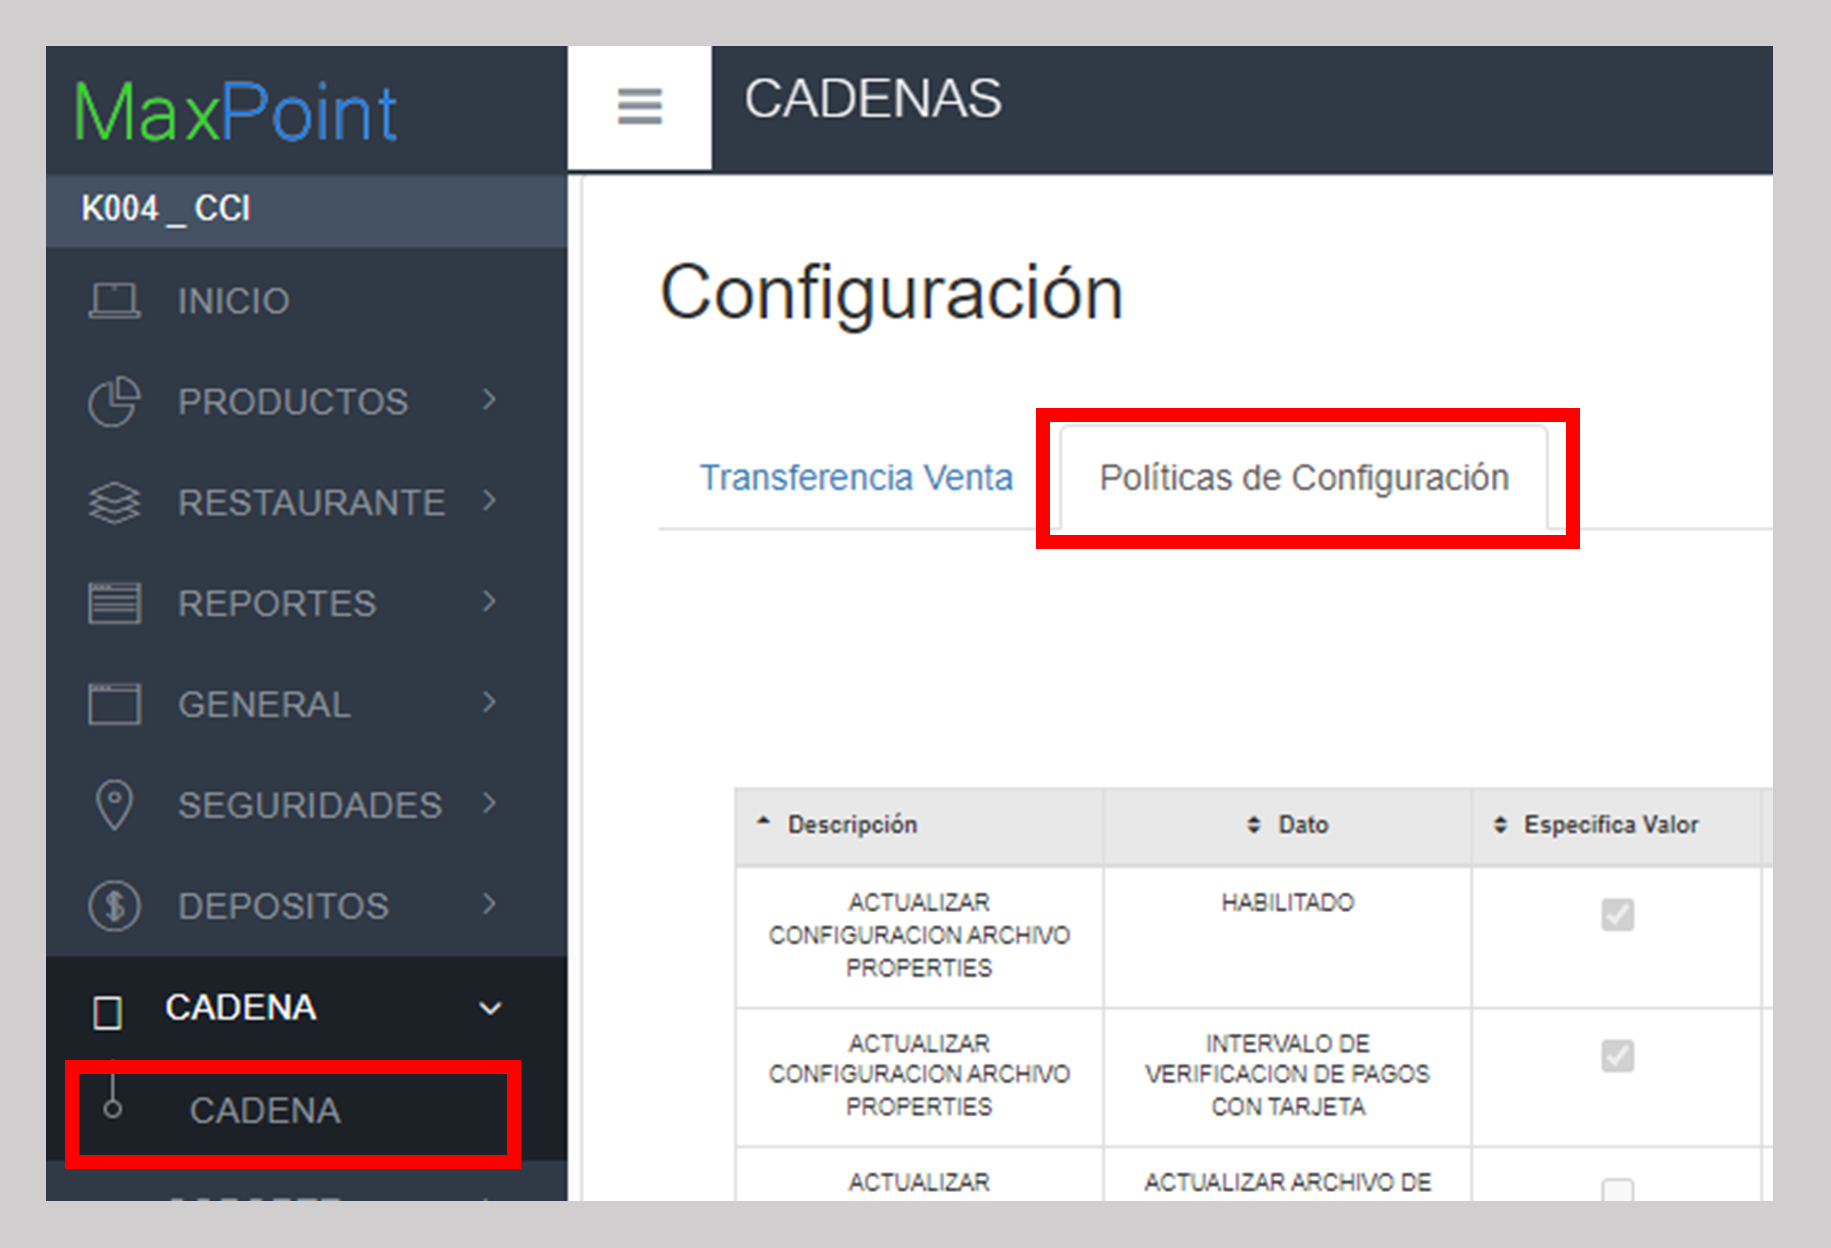 MaxPoint
CADENAS
K004 _ CCI
INICIO
PRODUCTOS
RESTAURANTE
REPORTES
GENERAL
SEGURIDADES
DEPOSITOS
CADENA
CADENA
Configuración
Transferencia Venta
Políticas de Configuración
Descripción
Dato
Especifica Valor
ACTUALIZAR
CONFIGURACION ARCHIVO
PROPERTIES
HABILITADO
ACTUALIZAR
CONFIGURACION ARCHIVO
PROPERTIES
INTERVALO DE
VERIFICACION DE PAGOS
CON TARJETA
ACTUALIZAR
ACTUALIZAR ARCHIVO DE